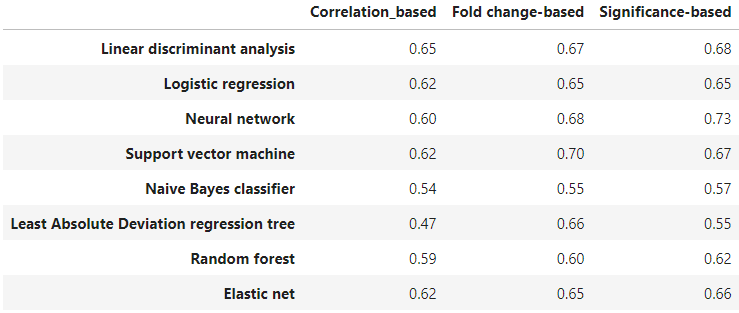 Correlation_based Fold change-based Significance-based
Linear discriminant analysis 0.65 0.67 0.68
Logistic regression 0.62 0.65 0.65
Neural network 0.60 0.68 0.73
Support vector machine 0.62 0.70 0.67
Naive Bayes classifier 0.54 0.55 0.57
Least Absolute Deviation regression tree 0.47 0.66 0.55
Random forest 0.59 0.60 0.62
Elastic net 0.62 0.65 0.66